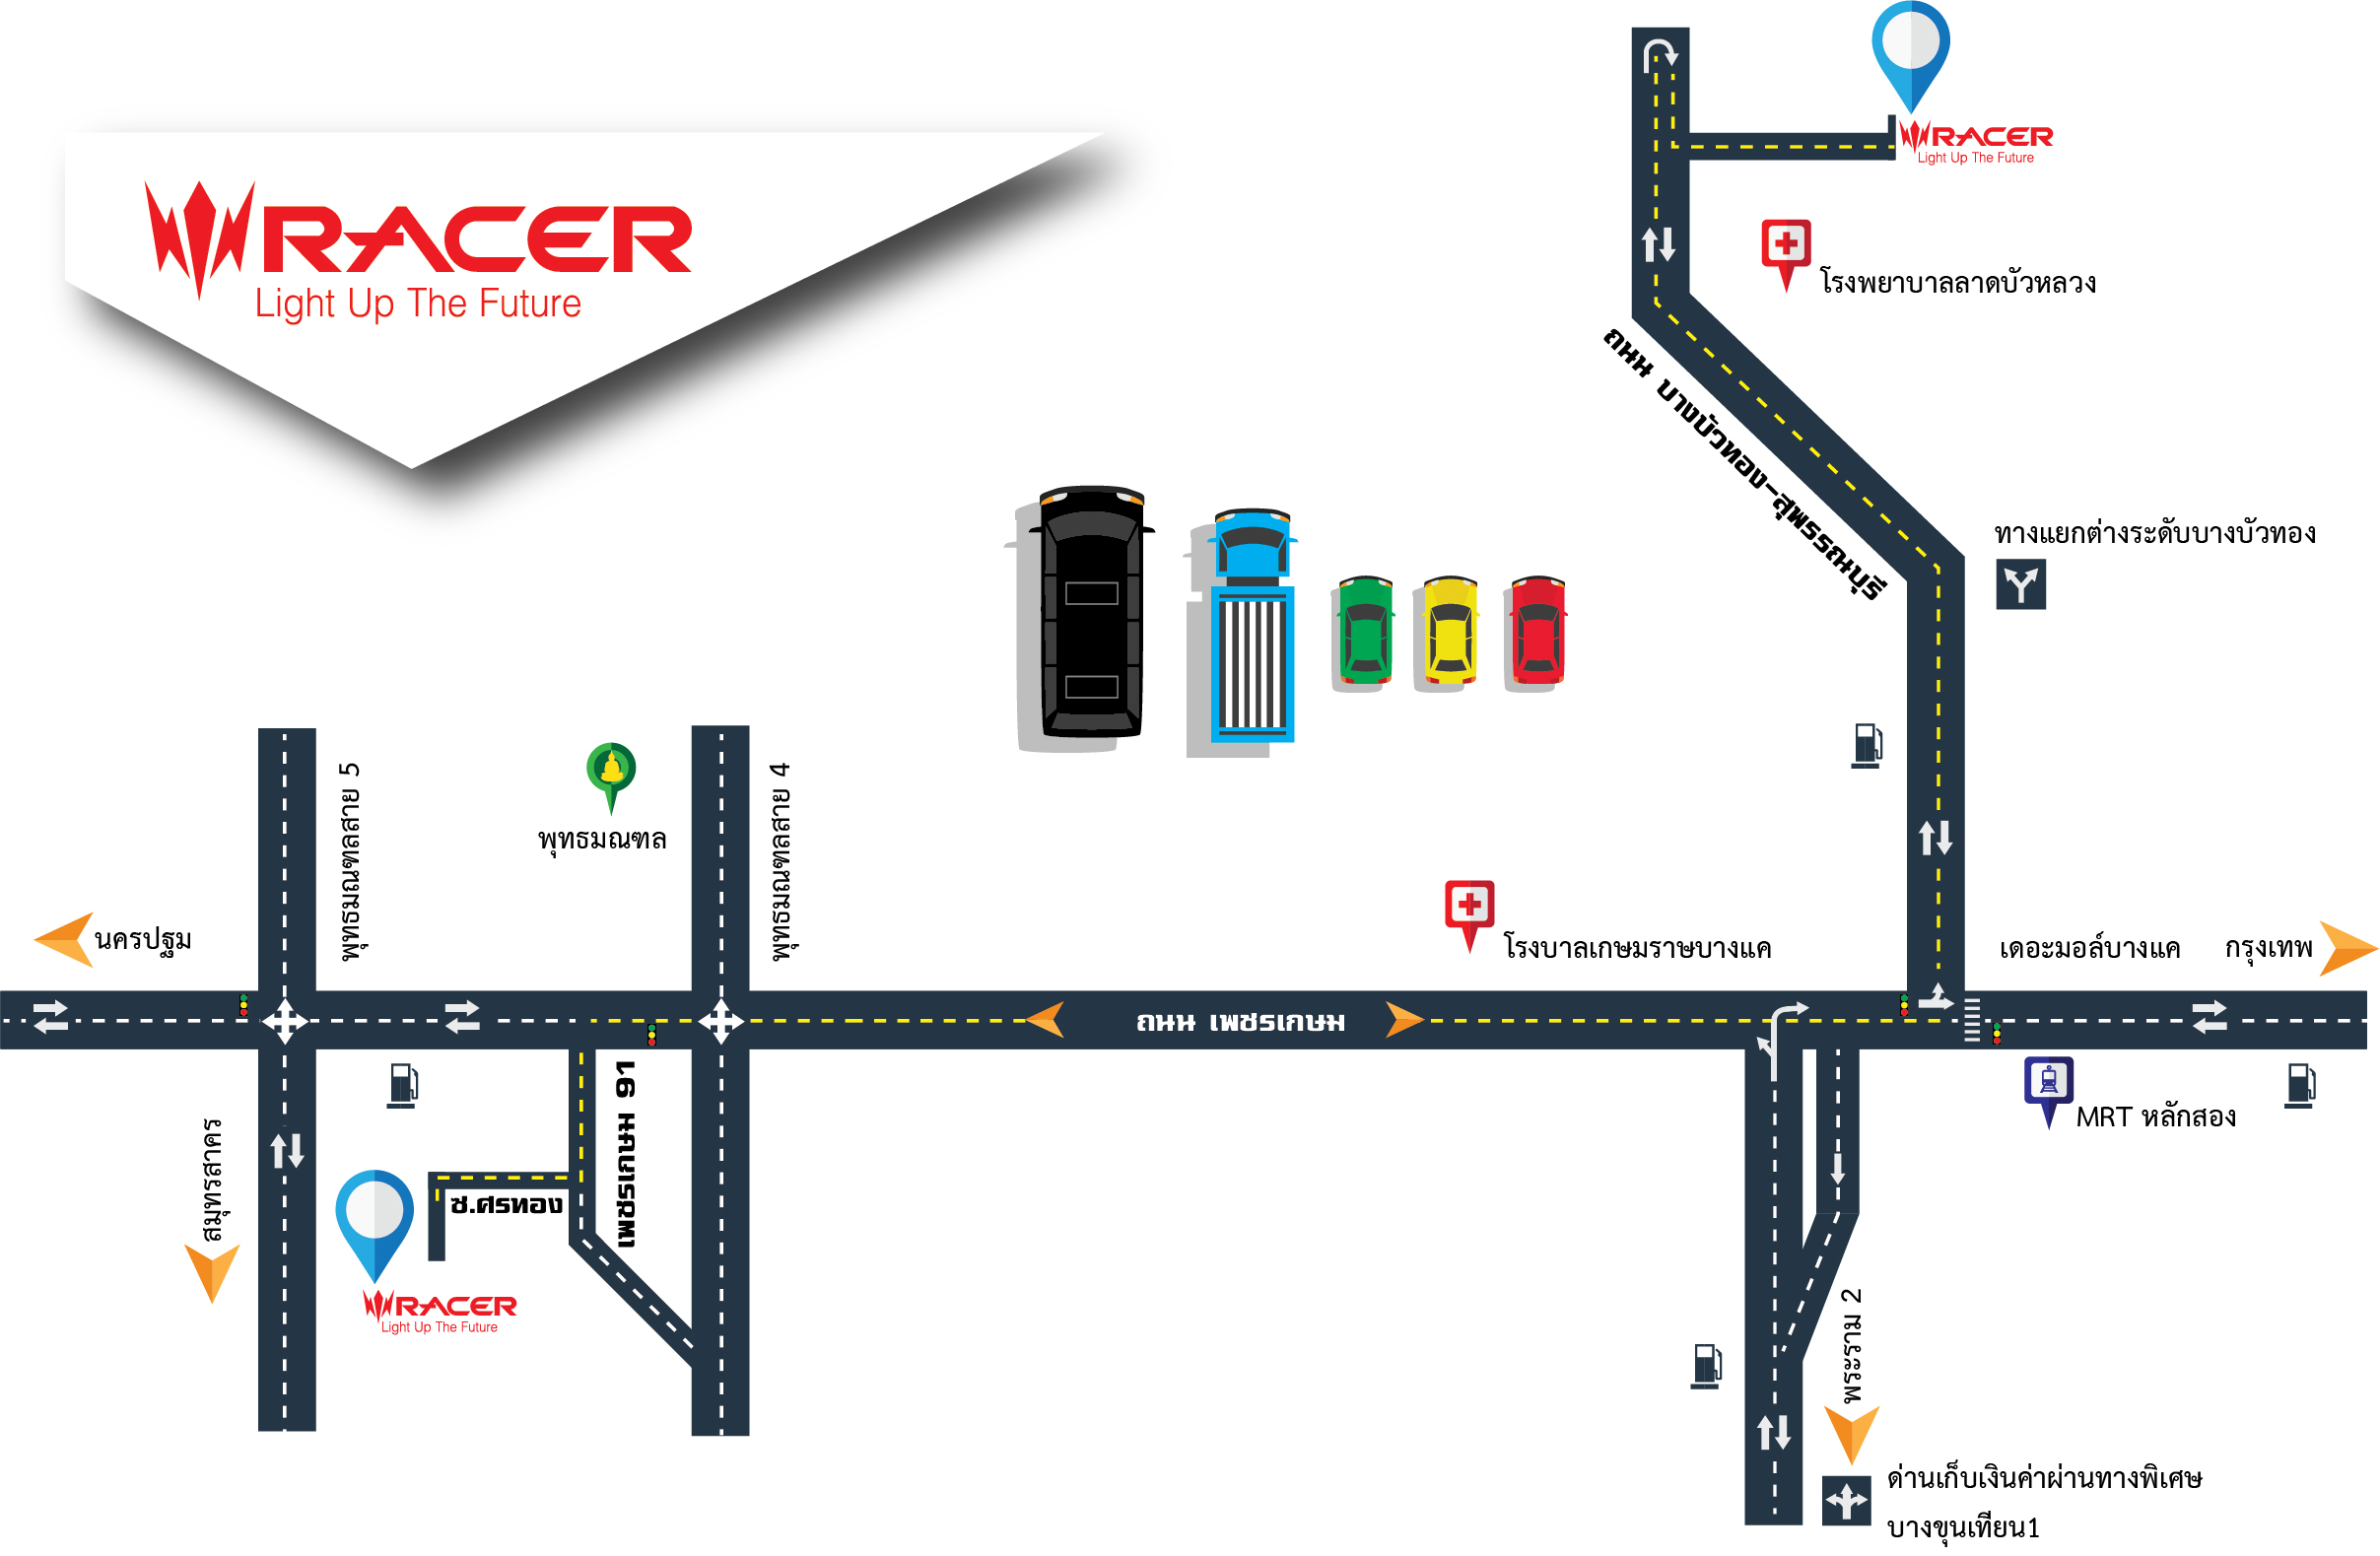 RACER
Light Up The Future
RACER
Light Up The Future
โรงพยาบาลลาดบัวหลวง
ถนน บางบัวทอง-สุพรรณบุรี
ทางแยกต่างระดับบางบัวทอง
พุทธมณฑลสาย 5
พุทธมณฑล
พุทธมณฑลสาย 4
นครปฐม
โรงบาลเกษมราษบางแค
เดอะมอล์บางแค
กรุงเทพ
ถนน เพชรเกษม
เพชรเกษม 91
MRT หลักสอง
สมุทรสาคร
ซ.ศรทอง
RACER
Light Up The Future
พระราม 2
ด่านเก็บเงินค่าผ่านทางพิเศษ
บางขุนเทียน1